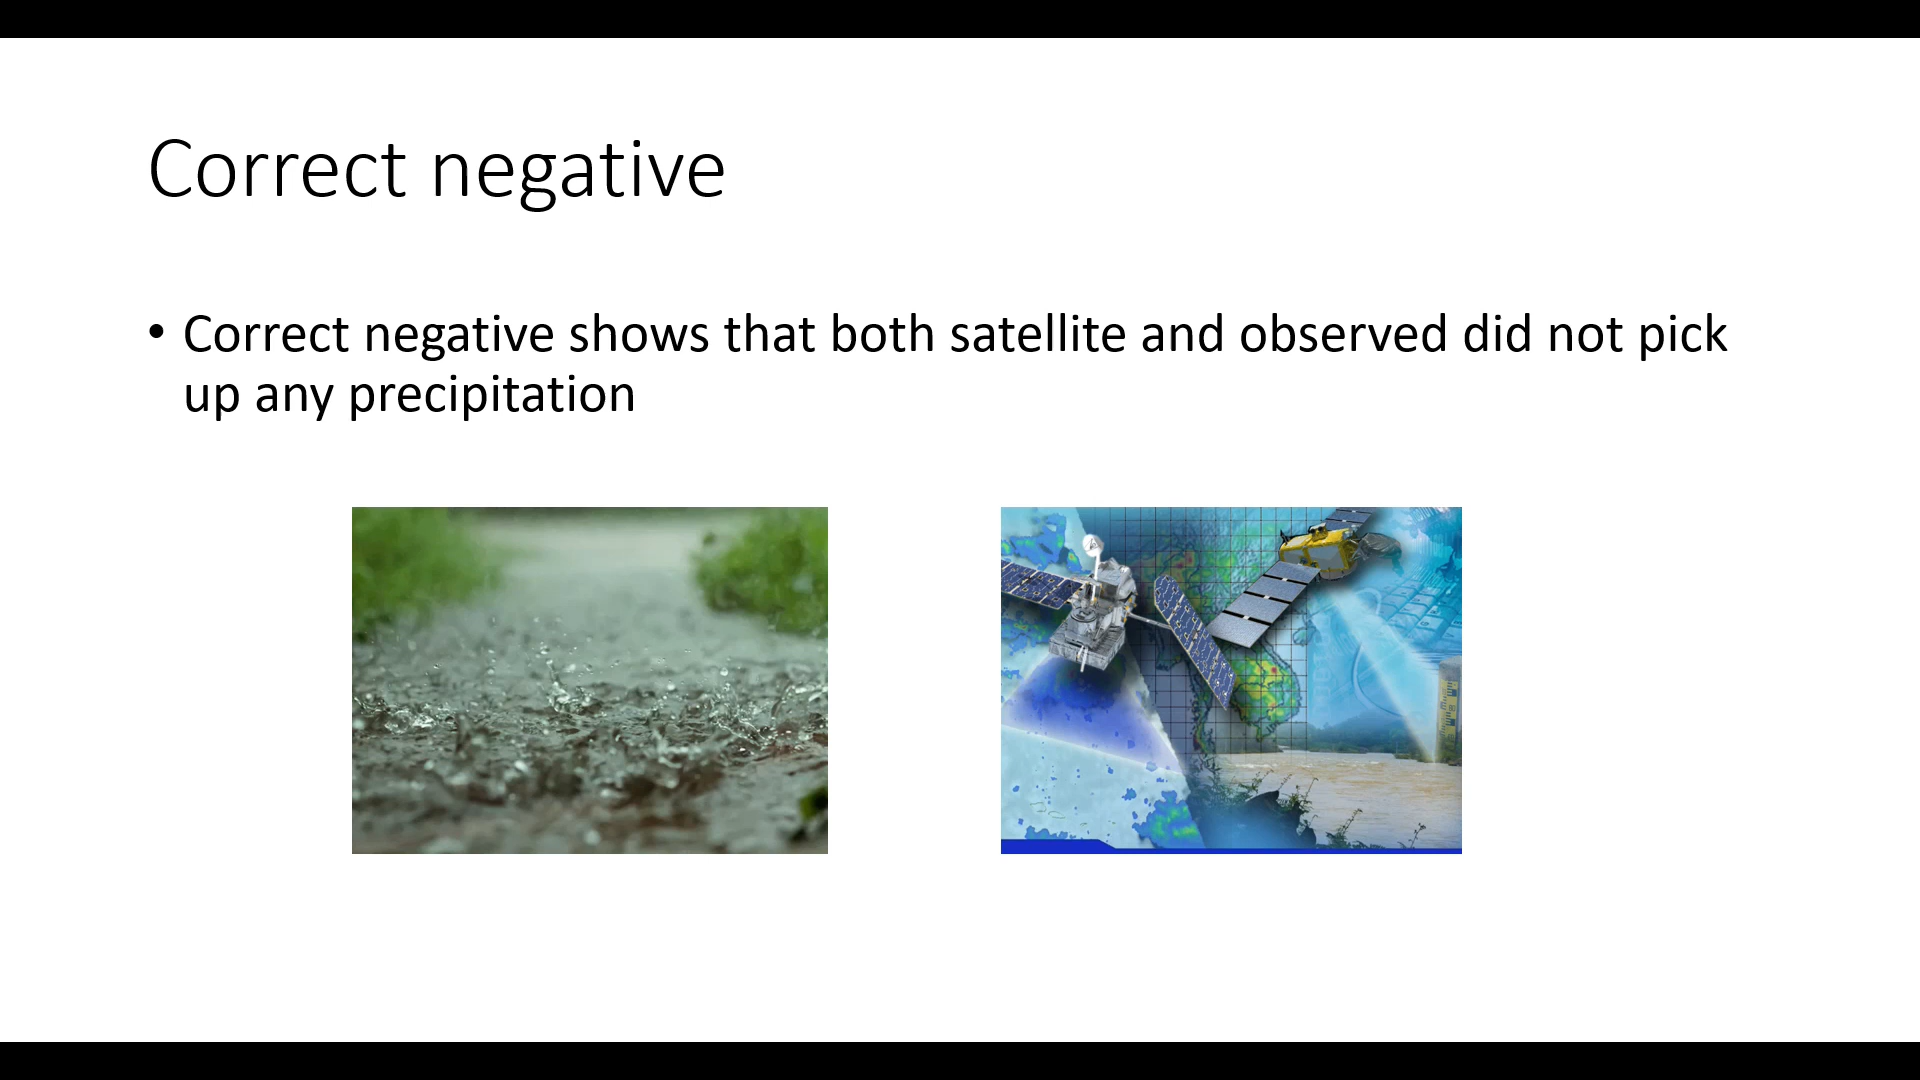 Correct negative
• Correct negative shows that both satellite and observed did not pick
up any precipitation